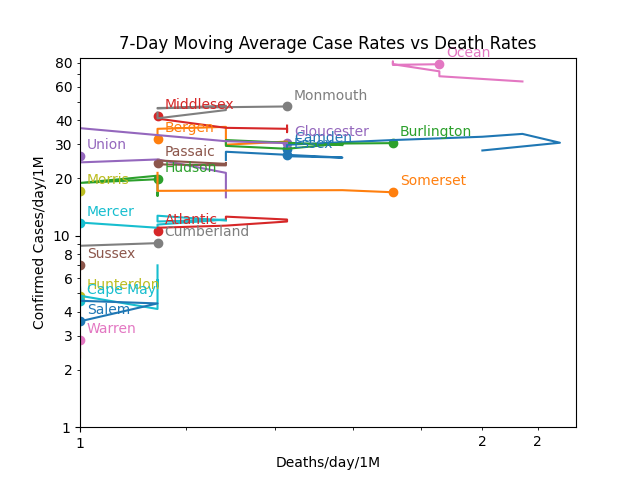 7-Day Moving Average Case Rates vs Death Rates
Ocean
80
60
Monmouth
Middlesex
40
Bergen
Gloucester
Burlington
Camden
30
Union
Passaic
Hudson
Morris
Somerset
20
Mercer
Atlantic
Cumberland
10
Sussex
8
6
Hunterdon
Cape May
4
Salem
Warren
3
2
1
1
2
2
Confirmed Cases/day/1M
Deaths/day/1M